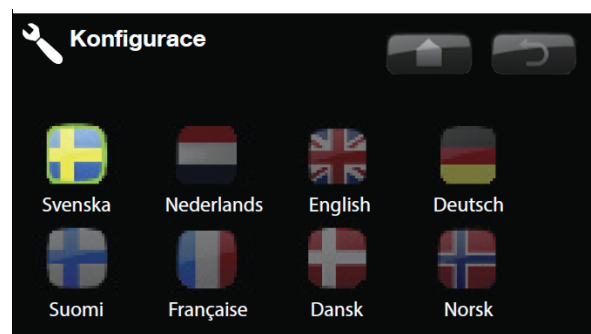 Konfigurace
Svenska Nederlands English Deutsch
Suomi Française Dansk Norsk